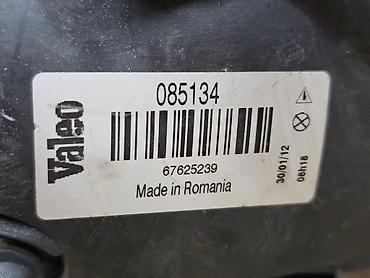 Valeo
085134
67625239
Made in Romania
30/01/12
08h18